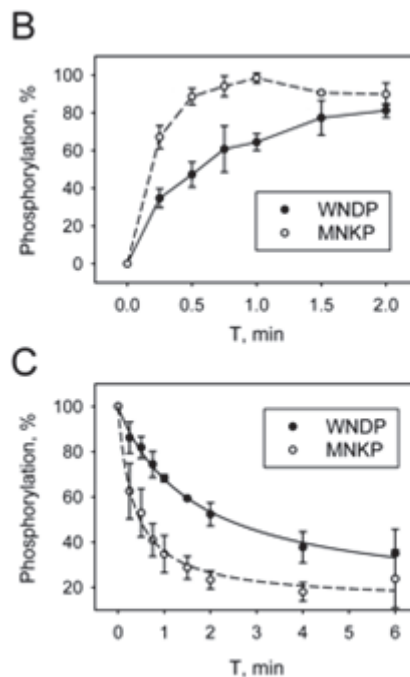 B
Phosphorylation, %
100
80
60
40
20
0
WNDP
MNKP
0.0 0.5 1.0 1.5 2.0
T, min
C
Phosphorylation, %
100
80
60
40
20
WNDP
MNKP
0 1 2 3 4 5 6
T, min